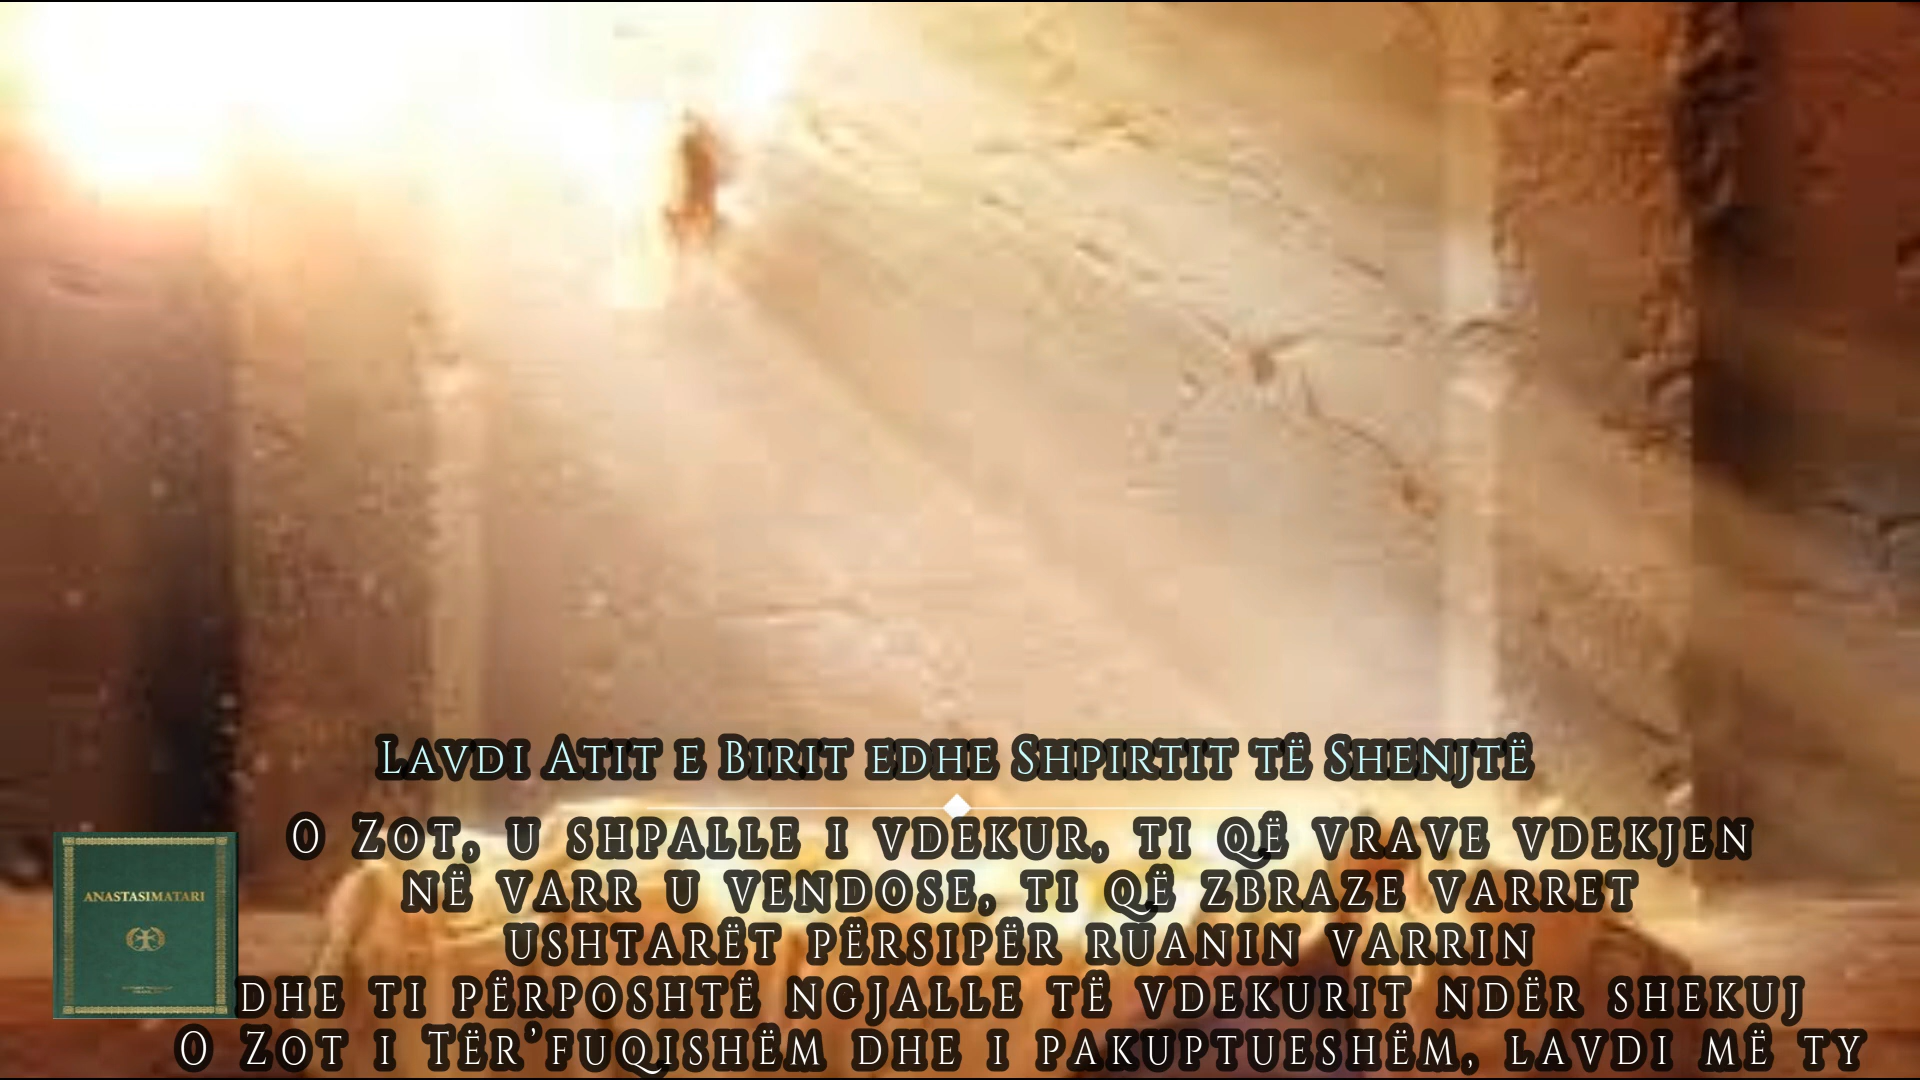 Lavdi Atit e Birit edhe Shpirtit të Shenjtë
O Zot, u shpalle i vdekur, ti që vrave vdekjen
në varr u vendose, ti që zbraze varret
ushtarët përsipër ruanin varrin
dhe ti përposhtë ngjalle të vdekurit ndër shekuj
O Zot i Tër’fuqishëm dhe i pakuptueshëm, lavdi më ty
ANASTASIMATARI